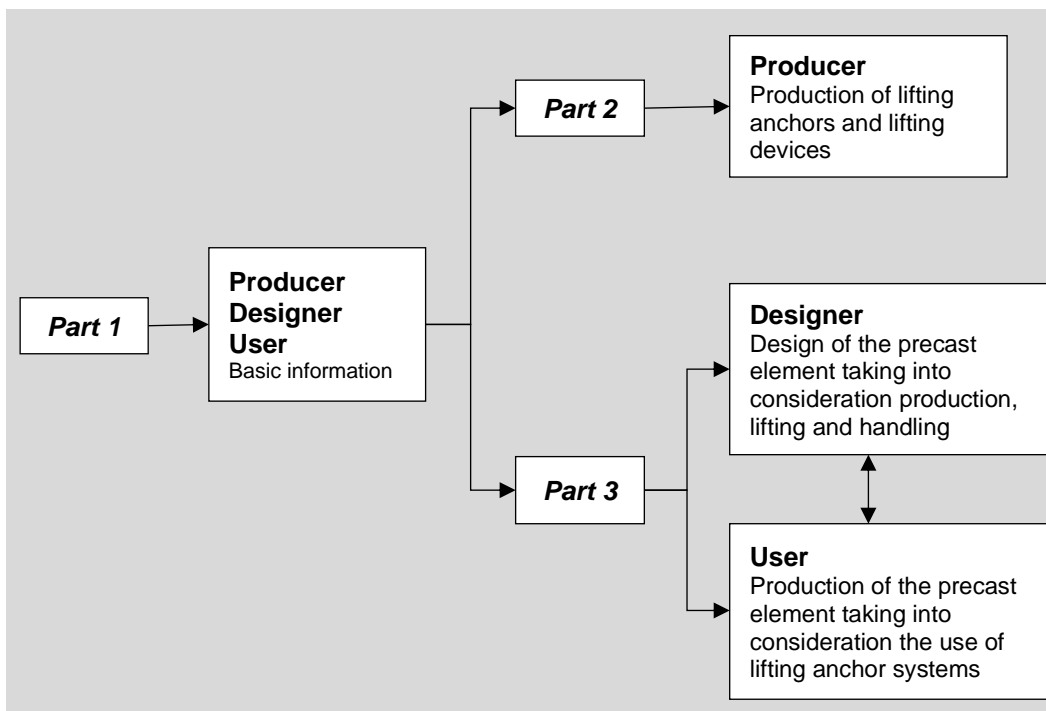 Part 1
Producer
Designer
User
Basic information
Part 2
Producer
Production of lifting
anchors and lifting
devices
Part 3
Designer
Design of the precast
element taking into
consideration production,
lifting and handling
User
Production of the precast
element taking into
consideration the use of
lifting anchor systems